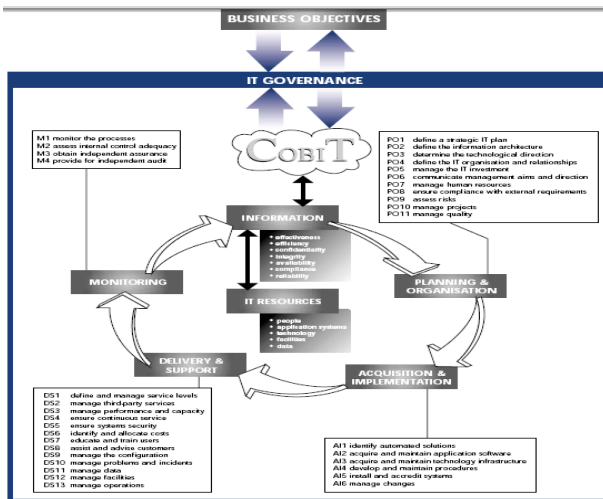 BUSINESS OBJECTIVES
IT GOVERNANCE
COBIT
M1 monitor the processes
M2 assess internal control adequacy
M3 obtain independent assurance
M4 provide for independent audit
PO1 define a strategic IT plan
PO2 define the information architecture
PO3 determine the technological direction
PO4 define the IT organisation and relationships
PO5 manage the IT investment
PO6 communicate management aims and direction
PO7 manage human resources
PO8 ensure compliance with external requirements
PO9 assess risks
PO10 manage projects
PO11 manage quality
INFORMATION
• effectiveness
• efficiency
• confidentiality
• integrity
• availability
• compliance
• reliability
MONITORING
PLANNING &
ORGANISATION
IT RESOURCES
• people
• application systems
• technology
• facilities
• data
DELIVERY &
SUPPORT
ACQUISITION &
IMPLEMENTATION
DS1 define and manage service levels
DS2 manage third-party services
DS3 manage performance and capacity
DS4 ensure continuous service
DS5 ensure systems security
DS6 identify and allocate costs
DS7 educate and train users
DS8 assist and advise customers
DS9 manage the configuration
DS10 manage problems and incidents
DS11 manage data
DS12 manage facilities
DS13 manage operations
AI1 identify automated solutions
AI2 acquire and maintain application software
AI3 acquire and maintain technology infrastructure
AI4 develop and maintain procedures
AI5 install and accredit systems
AI6 manage changes